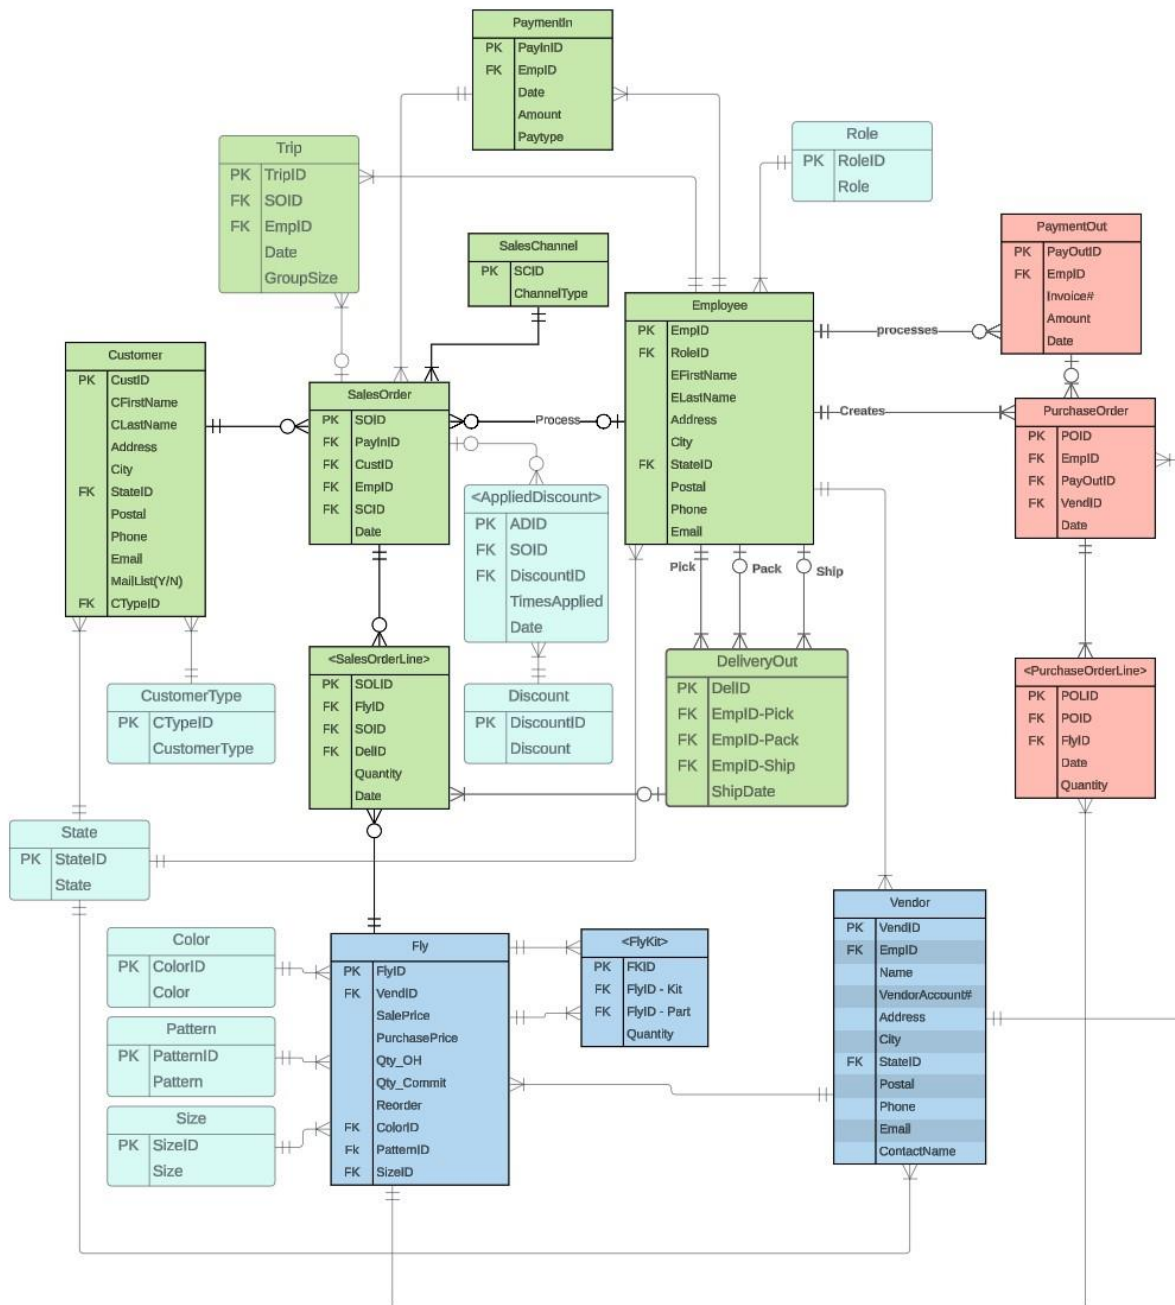 PaymentIn
PK PayInID
FK EmpID
Date
Amount
Paytype
Trip
PK TripID
FK SOID
FK EmpID
Date
GroupSize
Role
PK RoleID
Role
SalesChannel
PK SCID
ChannelType
PaymentOut
PK PayOutID
FK EmpID
Invoice#
Amount
Date
Employee
PK EmpID
FK RoleID
EFirstName
ELastName
Address
City
FK StateID
Postal
Phone
Email
processes
Creates
Process
Customer
PK CustID
CFirstName
CLastName
Address
City
FK StateID
Postal
Phone
Email
MailList(Y/N)
FK CTypeID
SalesOrder
PK SOID
FK PayInID
FK CustID
FK EmpID
FK SCID
Date
PurchaseOrder
PK POID
FK EmpID
FK PayOutID
FK VendID
Date
<AppliedDiscount>
PK ADID
FK SOID
FK DiscountID
TimesApplied
Date
Pick
Pack
Ship
<SalesOrderLine>
PK SOLID
FK FlyID
FK SOID
FK DelID
Quantity
Date
DeliveryOut
PK DelID
FK EmpID-Pick
FK EmpID-Pack
FK EmpID-Ship
ShipDate
<PurchaseOrderLine>
PK POLID
FK POID
FK FlyID
Date
Quantity
CustomerType
PK CTypeID
CustomerType
Discount
PK DiscountID
Discount
State
PK StateID
State
Color
PK ColorID
Color
Pattern
PK PatternID
Pattern
Size
PK SizeID
Size
Fly
PK FlyID
FK VendID
SalePrice
PurchasePrice
Qty_OH
Qty_Commit
Reorder
FK ColorID
Fk PatternID
FK SizeID
<FlyKit>
PK FKID
FK FlyID - Kit
FK FlyID - Part
Quantity
Vendor
PK VendID
FK EmpID
Name
VendorAccount#
Address
City
FK StateID
Postal
Phone
Email
ContactName